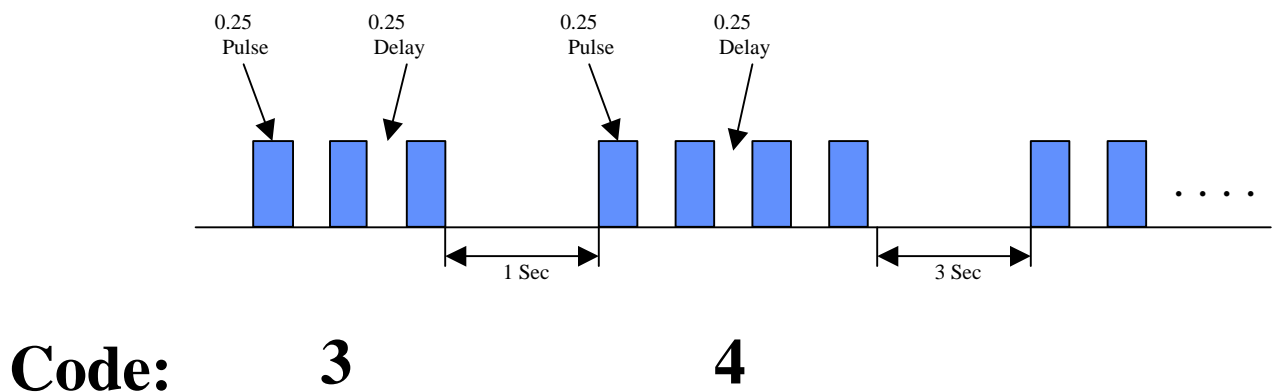 0.25
Pulse
0.25
Delay
0.25
Pulse
0.25
Delay
. . . .
1 Sec
3 Sec
Code: 3 4